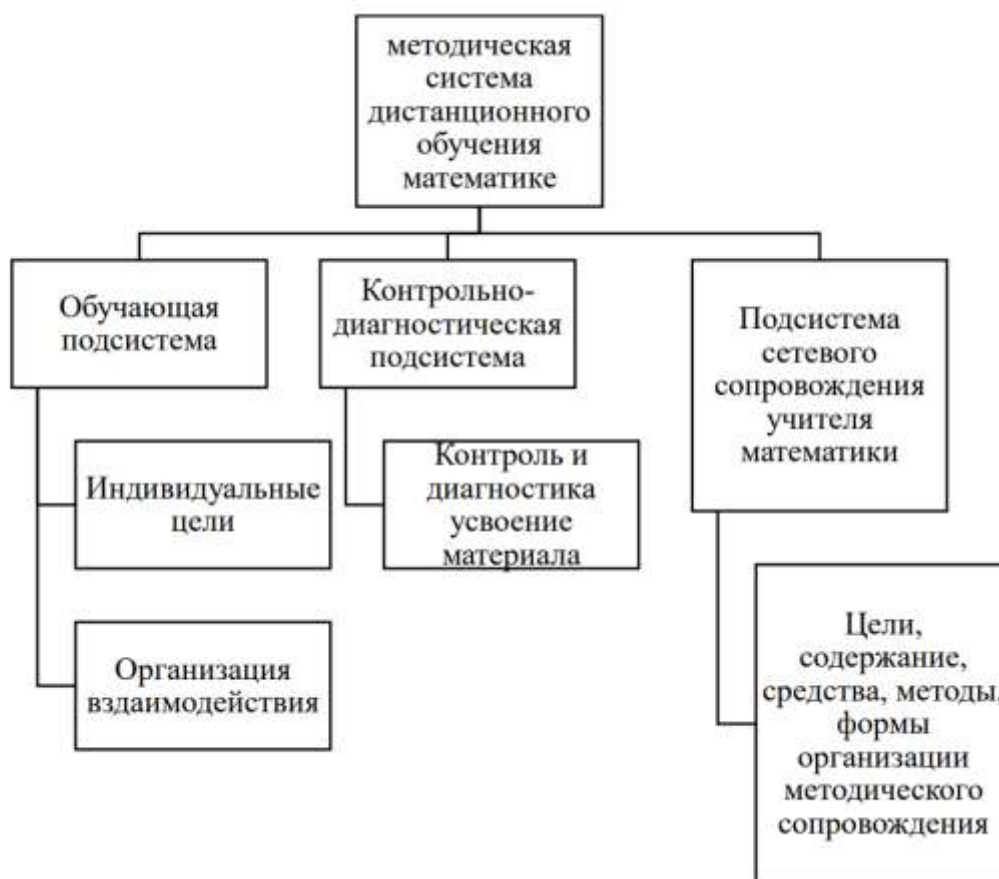 методическая
система
дистанционного
обучения
математике
Обучающая
подсистема
Индивидуальные
цели
Организация
вздаимодействия
Контрольно-
диагностическая
подсистема
Контроль и
диагностика
усвоение
материала
Подсистема
сетевого
сопровождения
учителя
математики
Цели,
содержание,
средства, методы,
формы
организации
методического
сопровождения